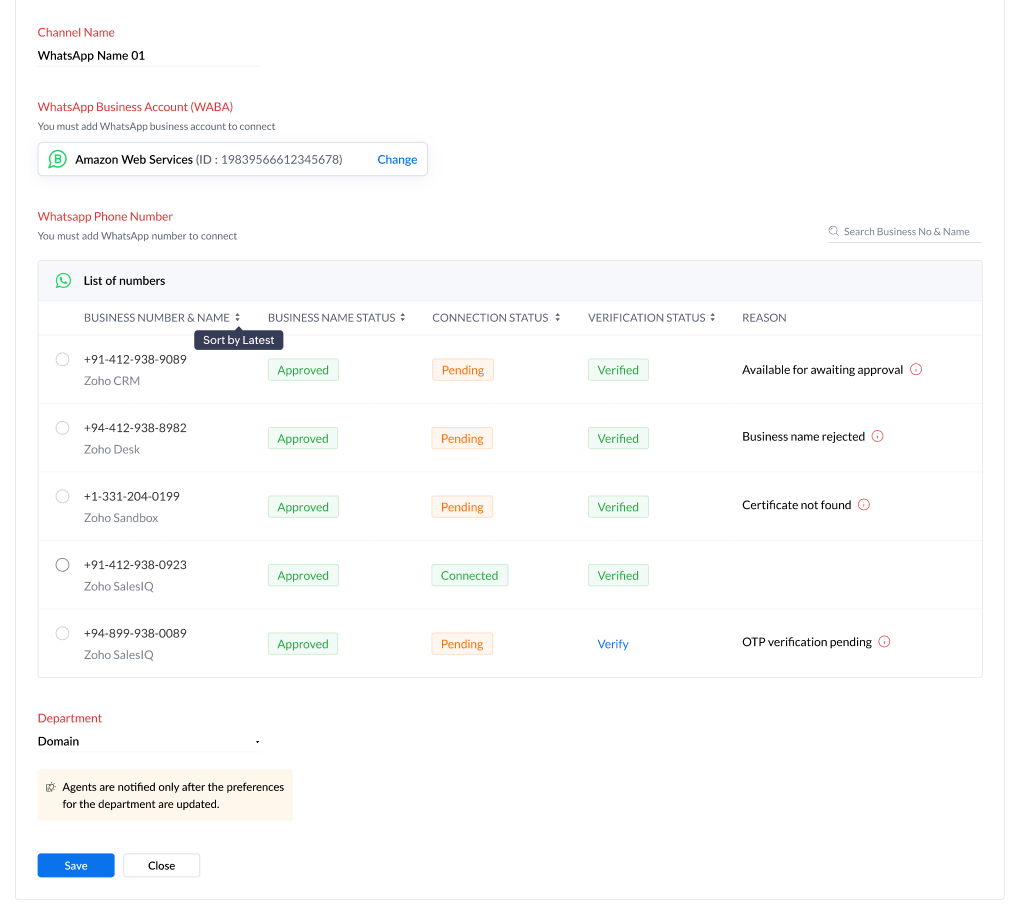 Channel Name
WhatsApp Name 01
WhatsApp Business Account (WABA)
You must add WhatsApp business account to connect
Amazon Web Services (ID : 19839566612345678) Change
Whatsapp Phone Number
You must add WhatsApp number to connect
Search Business No & Name
List of numbers
BUSINESS NUMBER & NAME BUSINESS NAME STATUS CONNECTION STATUS VERIFICATION STATUS REASON
Sort by Latest
+91-412-938-9089
Zoho CRM
Approved Pending Verified Available for awaiting approval
+94-412-938-8982
Zoho Desk
Approved Pending Verified Business name rejected
+1-331-204-0199
Zoho Sandbox
Approved Pending Verified Certificate not found
+91-412-938-0923
Zoho SalesIQ
Approved Connected Verified
+94-899-938-0089
Zoho SalesIQ
Approved Pending Verify OTP verification pending
Department
Domain
Agents are notified only after the preferences
for the department are updated.
Save Close